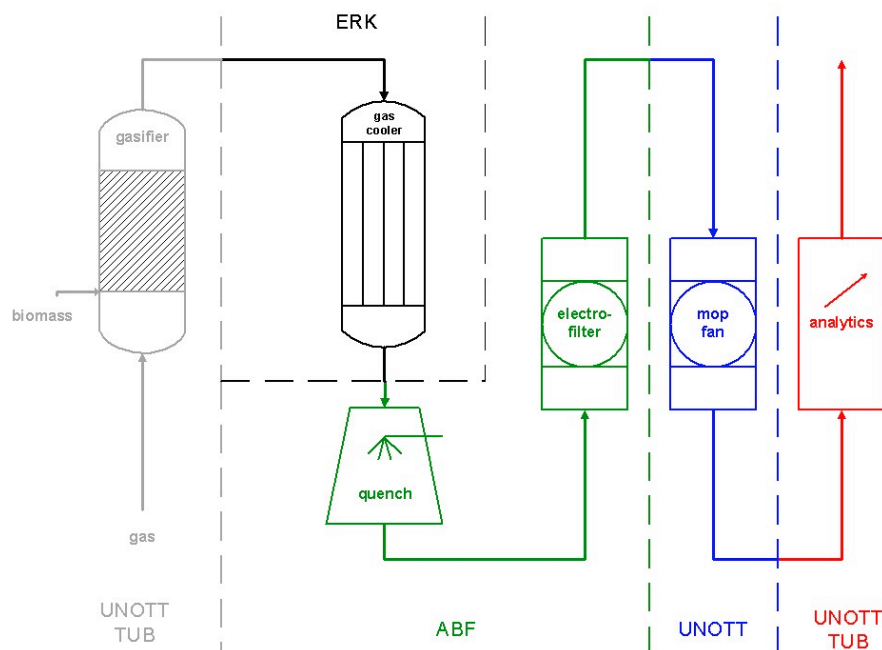 ERK
gasifier
gas
cooler
biomass
electro-
filter
mop
fan
analytics
quench
gas
UNOTT
TUB
ABF
UNOTT
UNOTT
TUB